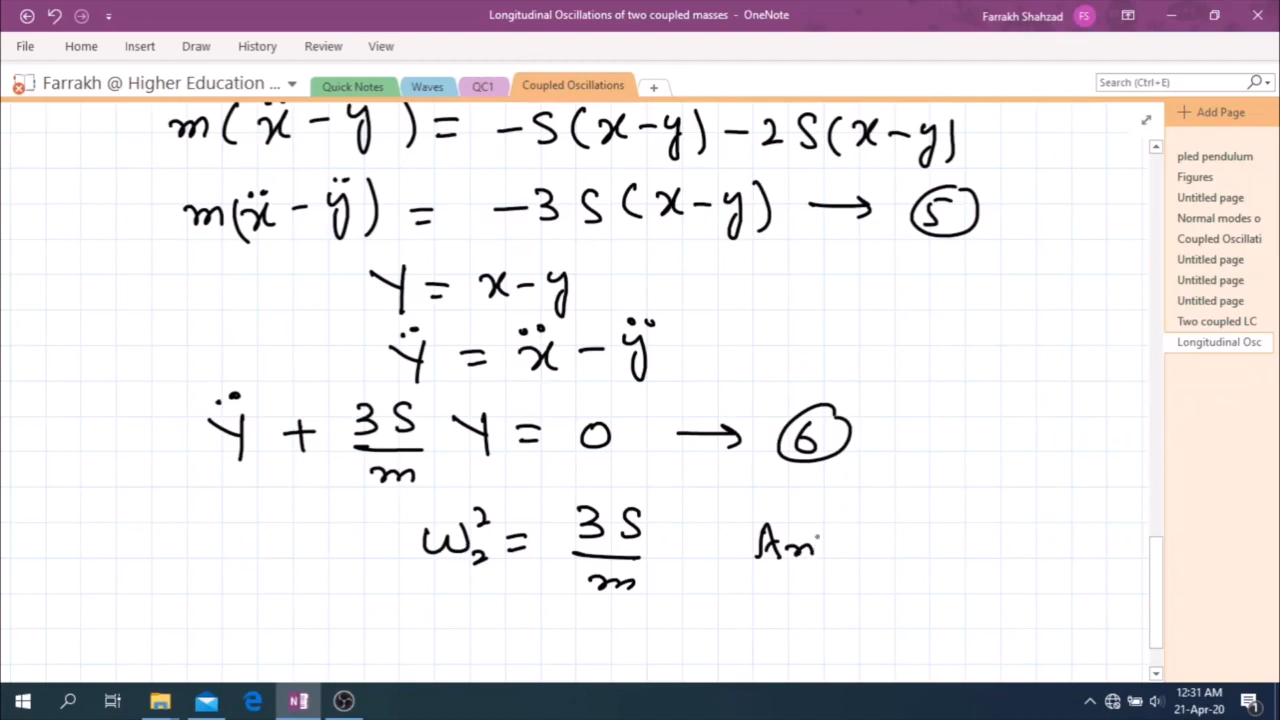 Longitudinal Oscillations of two coupled masses - OneNote
Farrakh Shahzad FS
File Home Insert Draw History Review View
Farrakh @ Higher Education ... Quick Notes Waves QC1 Coupled Oscillations + Search (Ctrl+E)
+ Add Page
pled pendulum
Figures
Untitled page
Normal modes o
Coupled Oscillati
Untitled page
Untitled page
Untitled page
Two coupled LC
Longitudinal Osc
m(ẍ - ÿ) = -S(x-y) - 2S(x-y)
m(ẍ - ÿ) = -3S(x-y) → 5
Y = x-y
Ÿ = ẍ - ÿ
Ÿ + 3S/m Y = 0 → 6
ω₂² = 3S/m An
12:31 AM
21-Apr-20
1